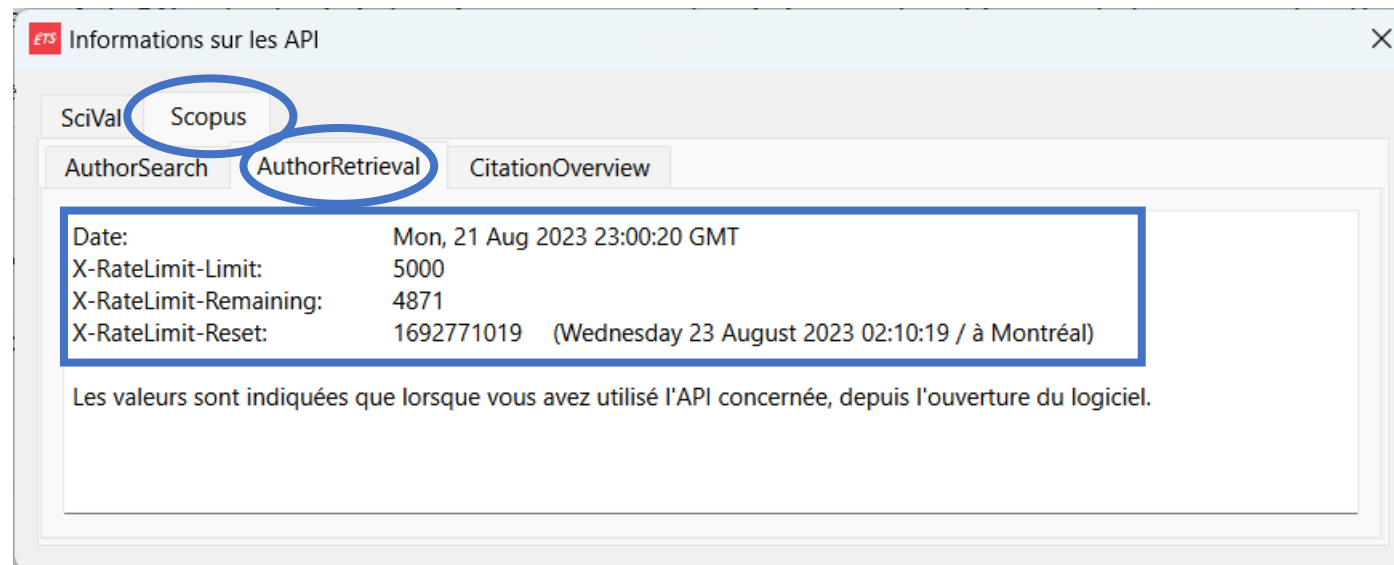 ÉTS Informations sur les API
SciVal Scopus
AuthorSearch AuthorRetrieval CitationOverview
Date: Mon, 21 Aug 2023 23:00:20 GMT
X-RateLimit-Limit: 5000
X-RateLimit-Remaining: 4871
X-RateLimit-Reset: 1692771019 (Wednesday 23 August 2023 02:10:19 / à Montréal)
Les valeurs sont indiquées que lorsque vous avez utilisé l'API concernée, depuis l'ouverture du logiciel.